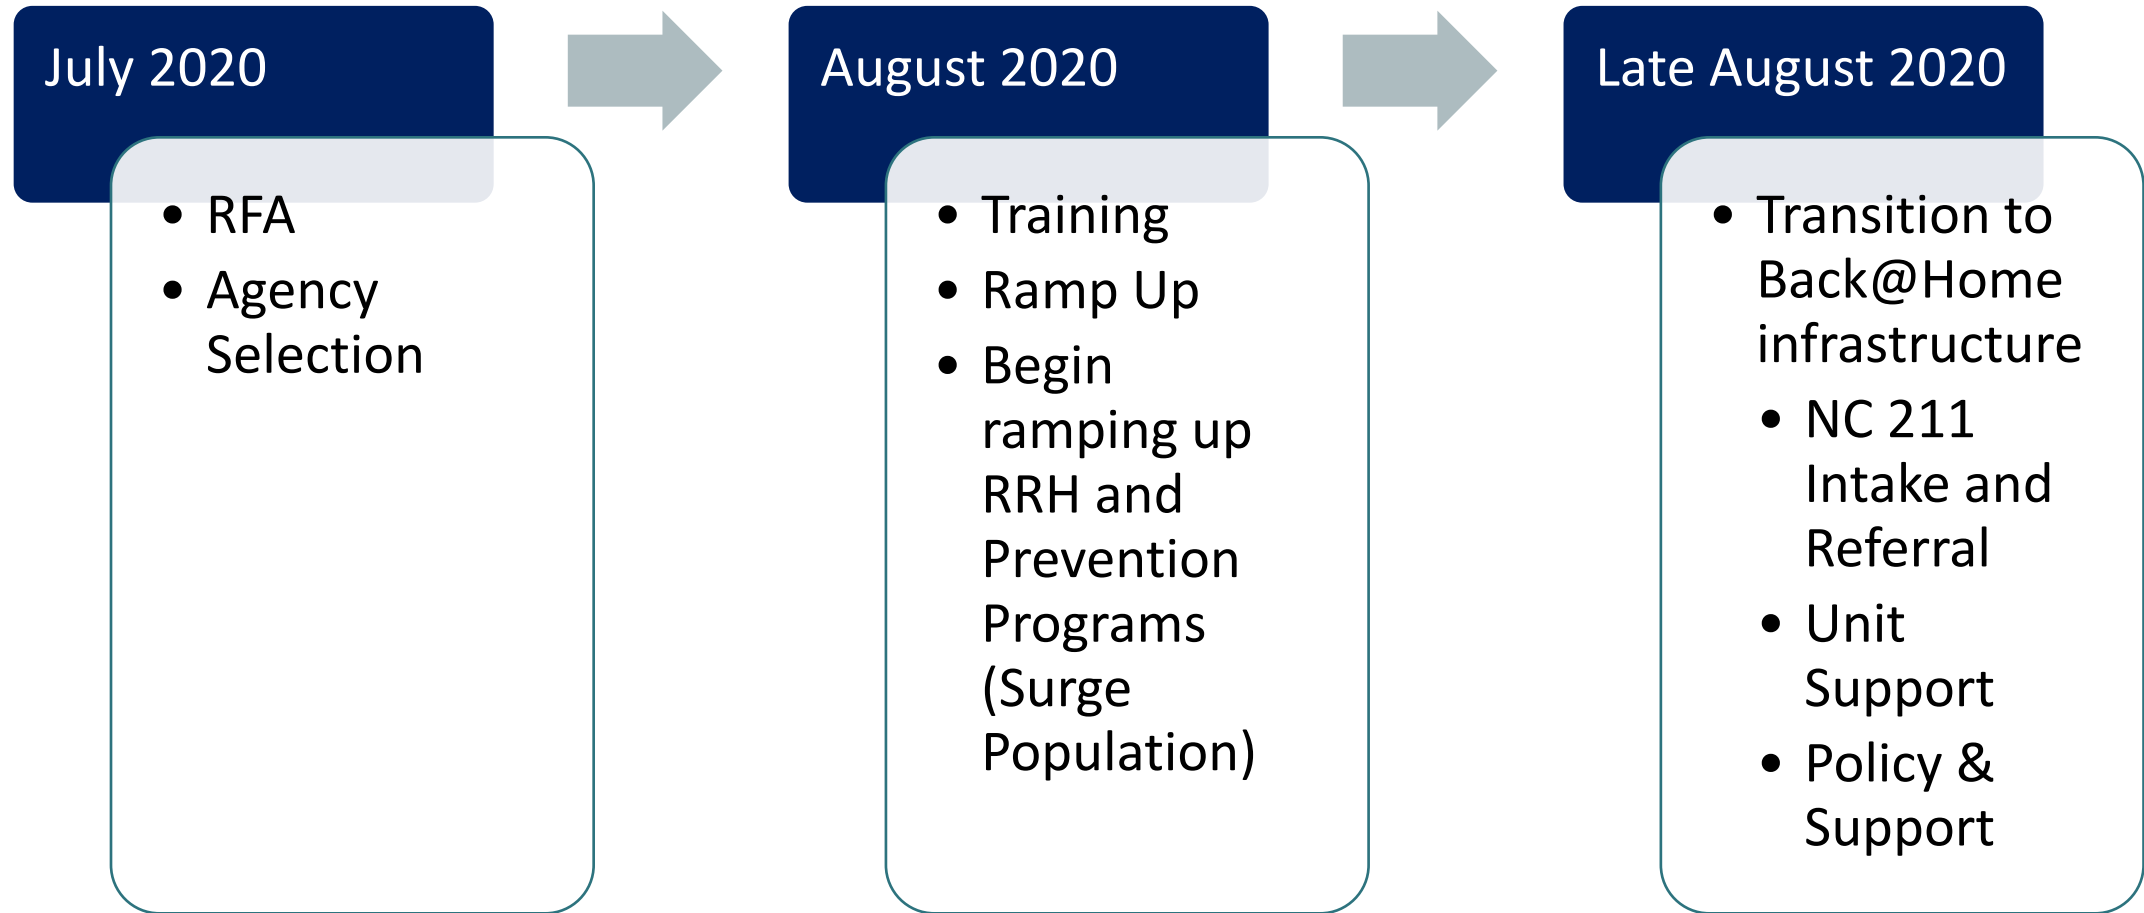 July 2020
• RFA
• Agency
Selection
August 2020
• Training
• Ramp Up
• Begin
ramping up
RRH and
Prevention
Programs
(Surge
Population)
Late August 2020
• Transition to
Back@Home
infrastructure
• NC 211
Intake and
Referral
• Unit
Support
• Policy &
Support